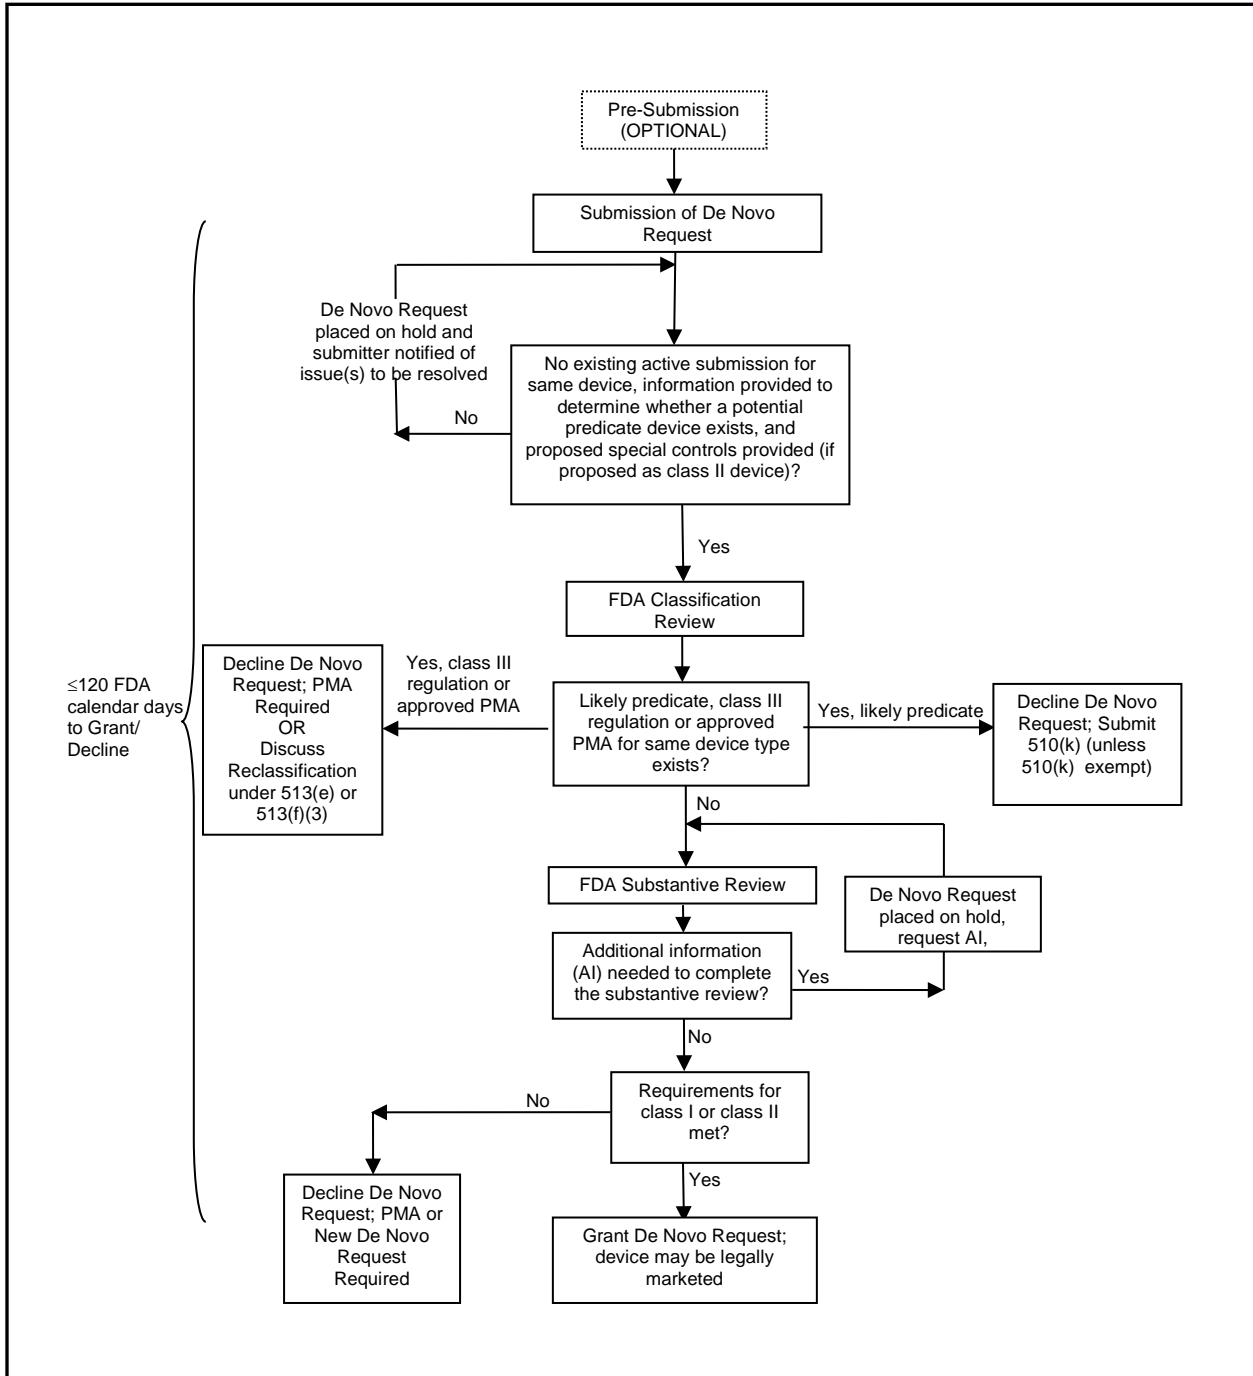 Pre-Submission
(OPTIONAL)
Submission of De Novo
Request
De Novo Request
placed on hold and
submitter notified of
issue(s) to be resolved
No existing active submission for
same device, information provided to
determine whether a potential
predicate device exists, and
proposed special controls provided (if
proposed as class II device)?
No
Yes
FDA Classification
Review
≤120 FDA
calendar days
to Grant/
Decline
Decline De Novo
Request; PMA
Required
OR
Discuss
Reclassification
under 513(e) or
513(f)(3)
Yes, class III
regulation or
approved PMA
Likely predicate, class III
regulation or approved
PMA for same device type
exists?
Yes, likely predicate
Decline De Novo
Request; Submit
510(k) (unless
510(k) exempt)
No
FDA Substantive Review
De Novo Request
placed on hold,
request AI,
Additional information
(AI) needed to complete
the substantive review?
Yes
No
Requirements for
class I or class II
met?
No
Yes
Decline De Novo
Request; PMA or
New De Novo
Request
Required
Grant De Novo Request;
device may be legally
marketed